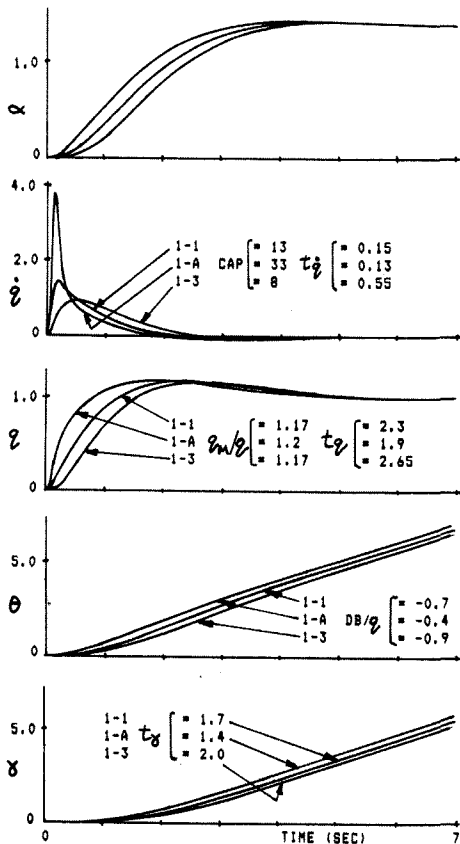 α
1.0
0
4.0
2.0
0
q̇
1-1
1-A
1-3
CAP
= 13
= 33
= 8
tq̇
= 0.15
= 0.13
= 0.55
1.0
0
q
1-1
1-A
1-3
qm/q
= 1.17
= 1.2
= 1.17
tq
= 2.3
= 1.9
= 2.65
5.0
0
θ
1-1
1-A
1-3
DB/q
= -0.7
= -0.4
= -0.9
5.0
0
γ
1-1
1-A
1-3
tγ
= 1.7
= 1.4
= 2.0
0
TIME (SEC)
7